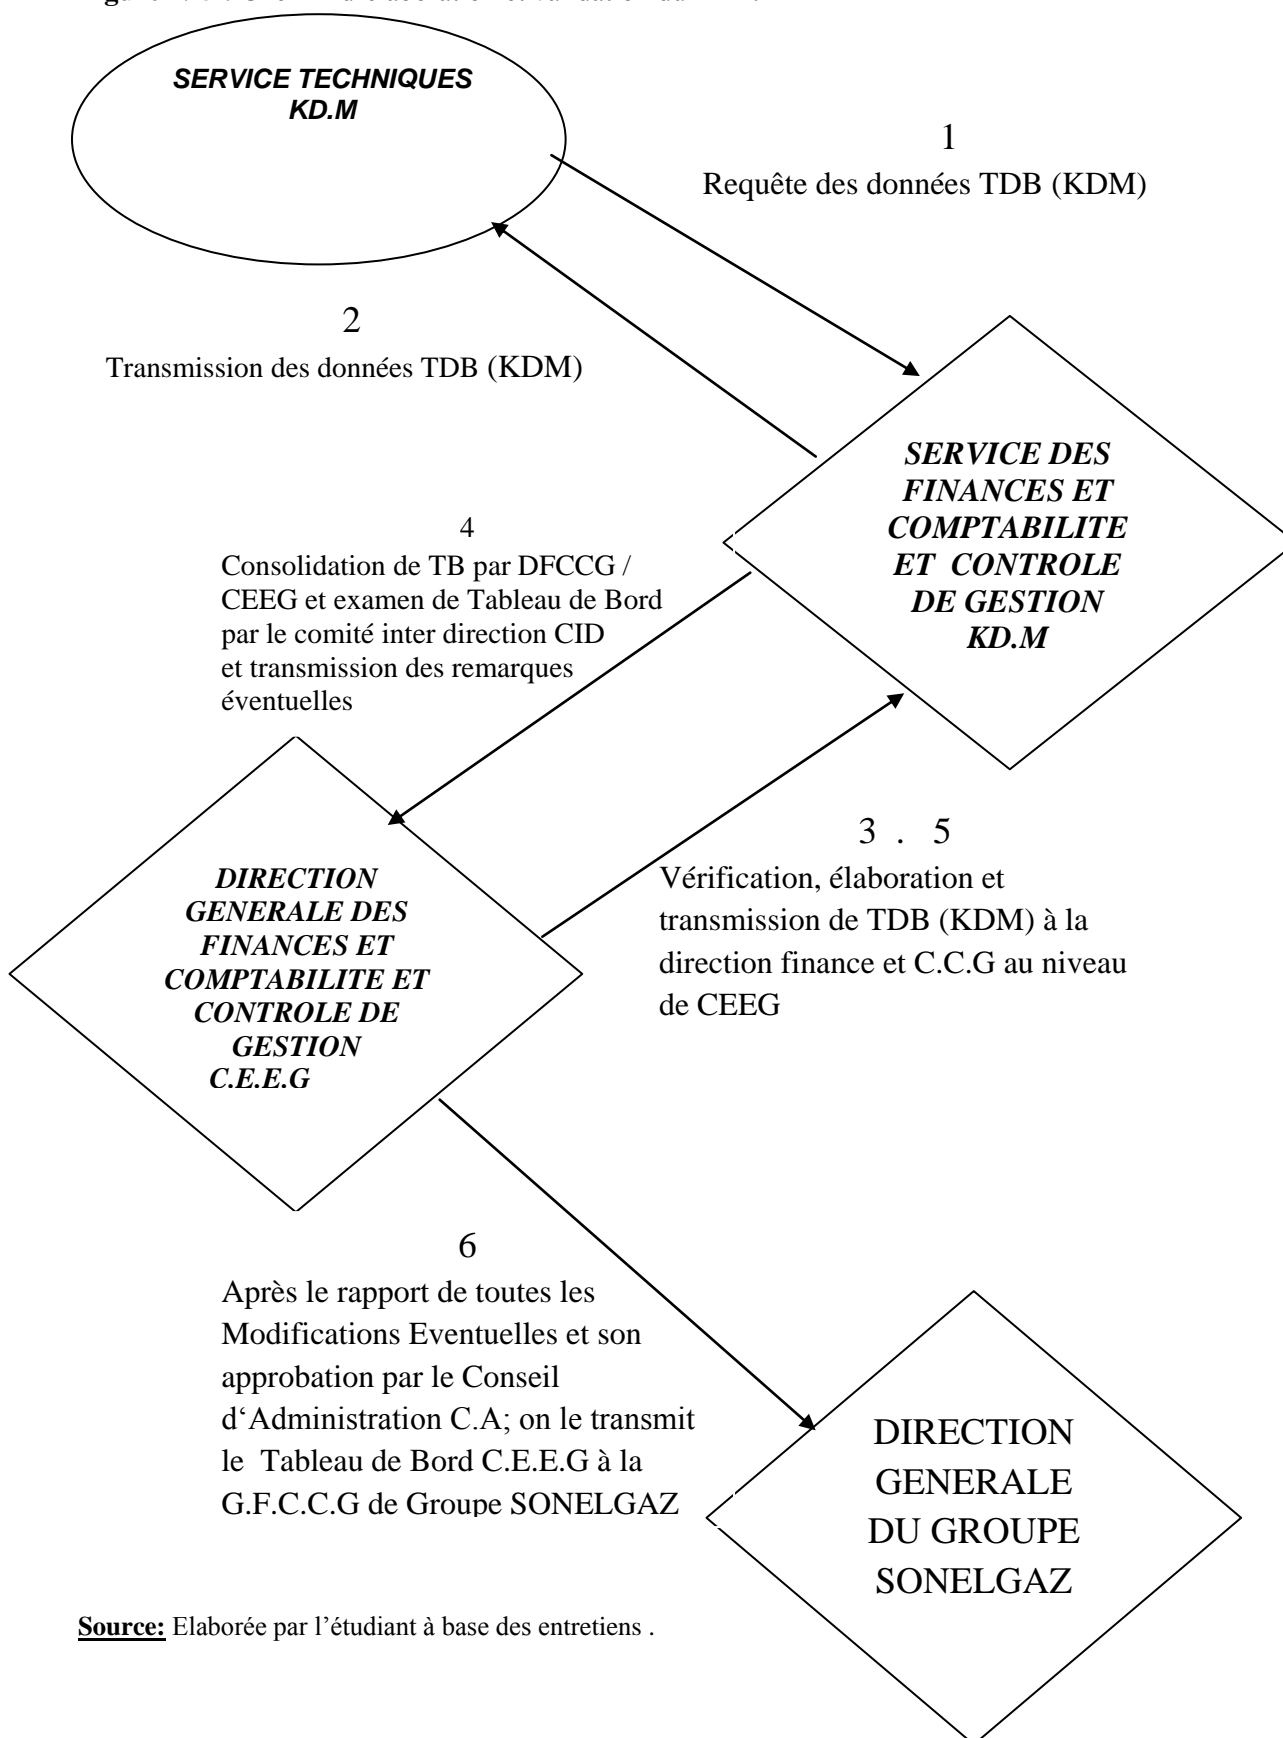 SERVICE TECHNIQUES
KD.M
1
Requête des données TDB (KDM)
2
Transmission des données TDB (KDM)
SERVICE DES
FINANCES ET
COMPTABILITE
ET CONTROLE
DE GESTION
KD.M
4
Consolidation de TB par DFCCG /
CEEG et examen de Tableau de Bord
par le comité inter direction CID
et transmission des remarques
éventuelles
3 . 5
Vérification, élaboration et
transmission de TDB (KDM) à la
direction finance et C.C.G au niveau
de CEEG
DIRECTION
GENERALE DES
FINANCES ET
COMPTABILITE ET
CONTROLE DE
GESTION
C.E.E.G
6
Après le rapport de toutes les
Modifications Eventuelles et son
approbation par le Conseil
d‘Administration C.A; on le transmit
le Tableau de Bord C.E.E.G à la
G.F.C.C.G de Groupe SONELGAZ
DIRECTION
GENERALE
DU GROUPE
SONELGAZ
Source: Elaborée par l’étudiant à base des entretiens .